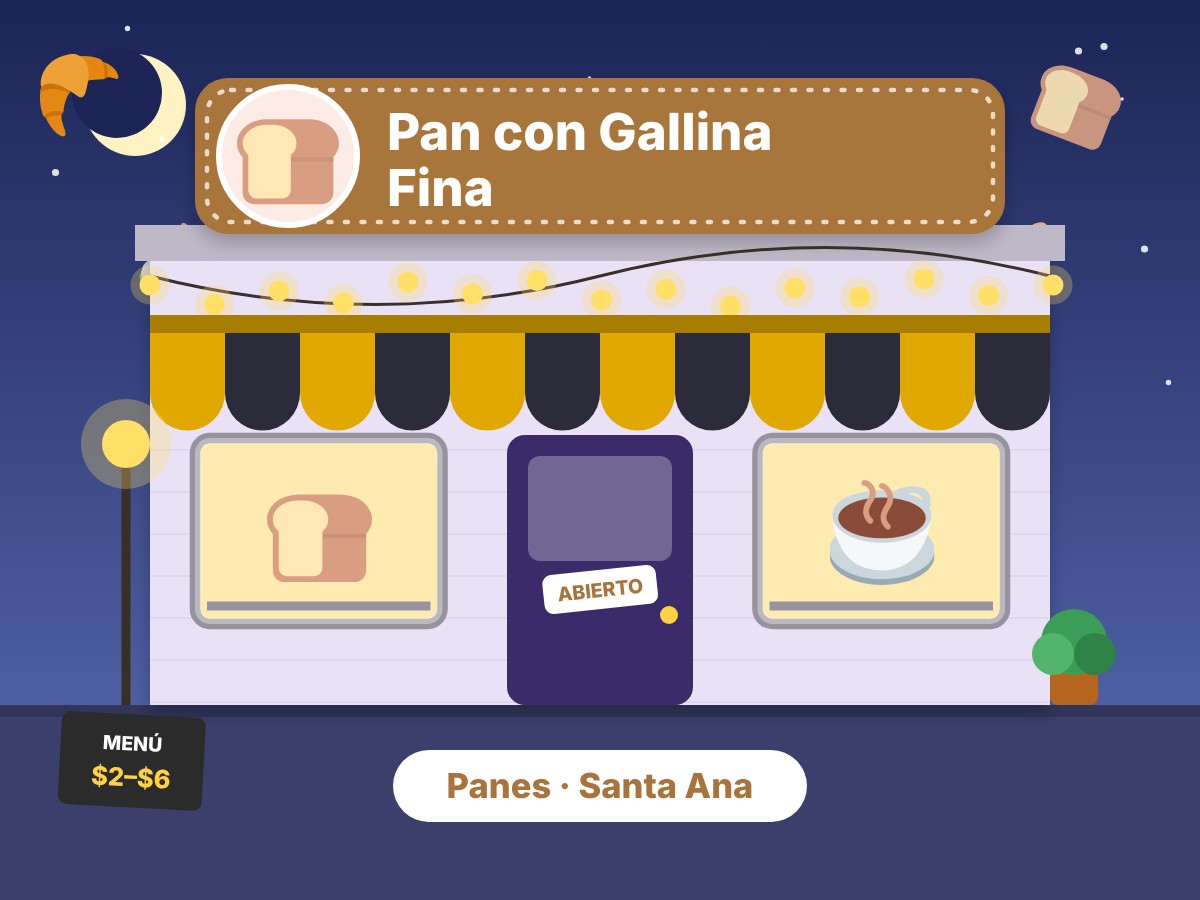 Pan con Gallina
Fina
ABIERTO
MENÚ
$2–$6
Panes · Santa Ana